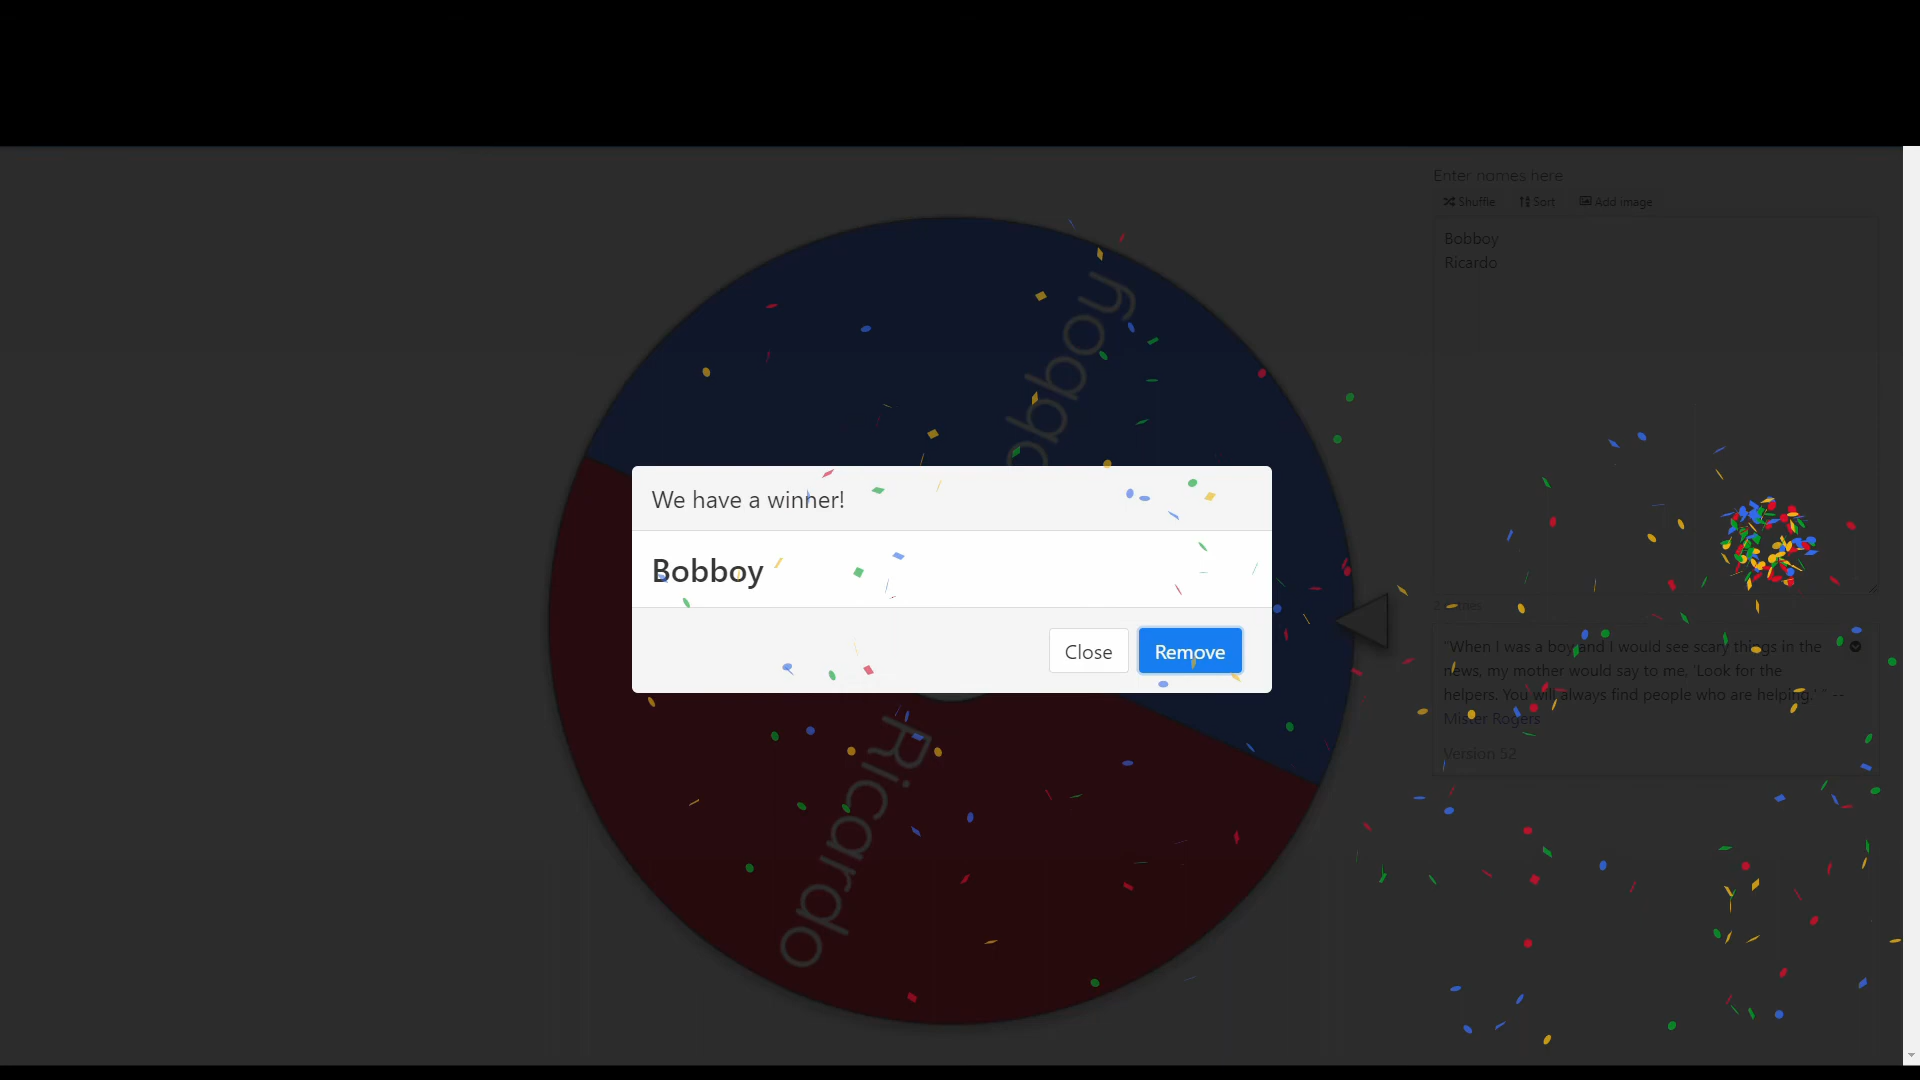 Enter names here
Shuffle
Sort
Add image
Bobboy
Ricardo
Bobboy
We have a winner!
Bobboy
Close
Remove
Ricardo
"When I was a boy and I would see scary things in the
news, my mother would say to me, 'Look for the
helpers. You will always find people who are helping.' " --
Mister Rogers
Version 52